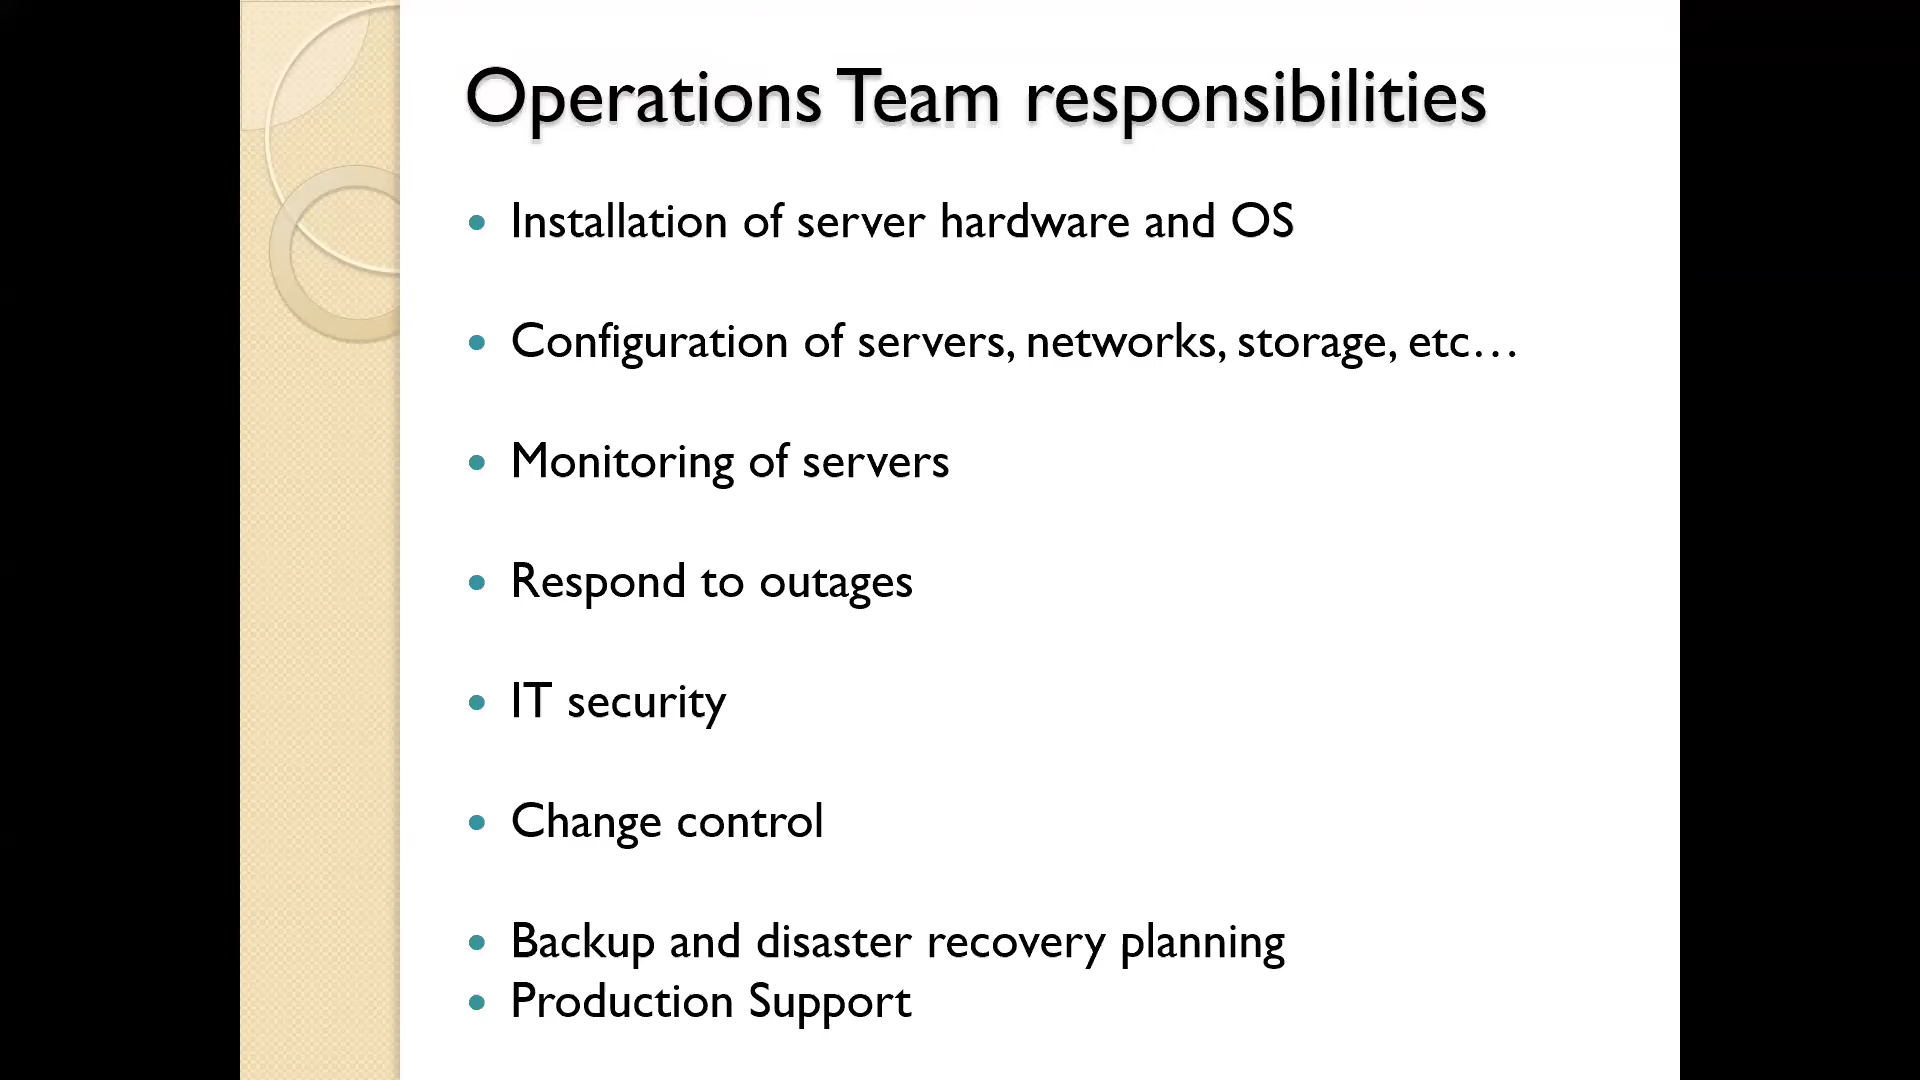 Operations Team responsibilities
• Installation of server hardware and OS
• Configuration of servers, networks, storage, etc…
• Monitoring of servers
• Respond to outages
• IT security
• Change control
• Backup and disaster recovery planning
• Production Support